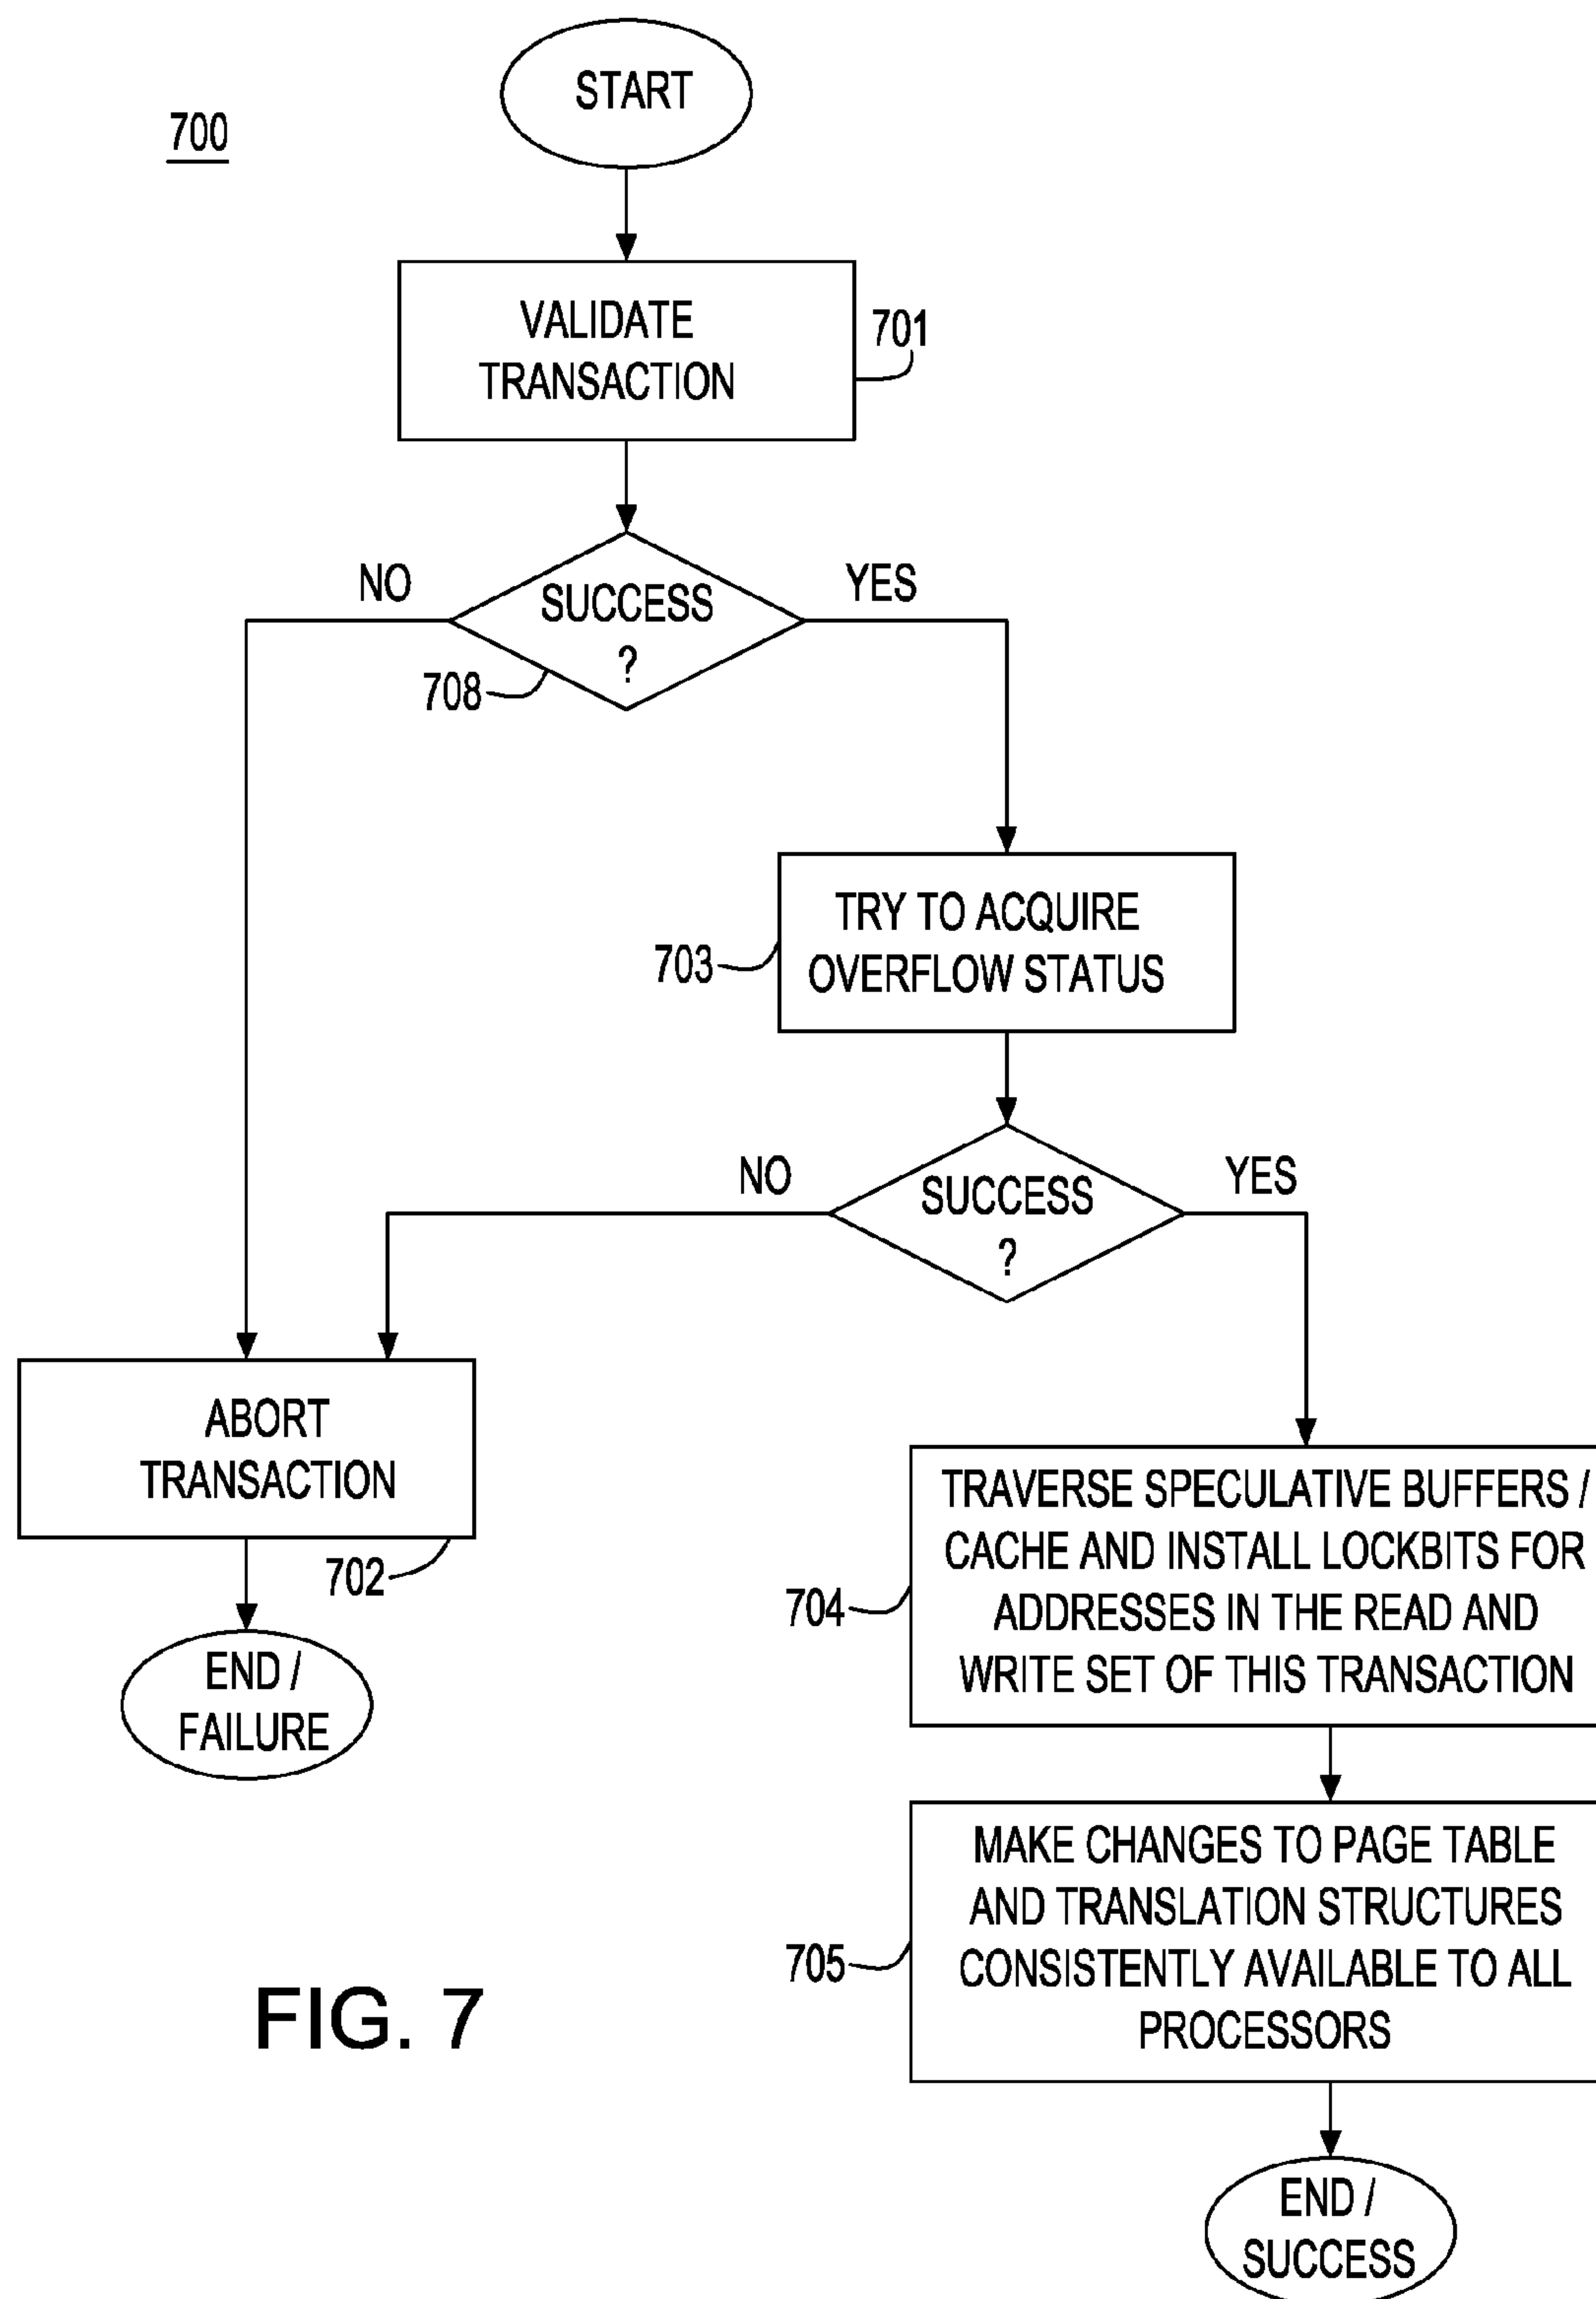 START
700
VALIDATE
TRANSACTION
701
NO
YES
SUCCESS
?
708
TRY TO ACQUIRE
OVERFLOW STATUS
703
NO
YES
SUCCESS
?
ABORT
TRANSACTION
702
END /
FAILURE
TRAVERSE SPECULATIVE BUFFERS /
CACHE AND INSTALL LOCKBITS FOR
ADDRESSES IN THE READ AND
WRITE SET OF THIS TRANSACTION
704
MAKE CHANGES TO PAGE TABLE
AND TRANSLATION STRUCTURES
CONSISTENTLY AVAILABLE TO ALL
PROCESSORS
705
FIG. 7
END /
SUCCESS